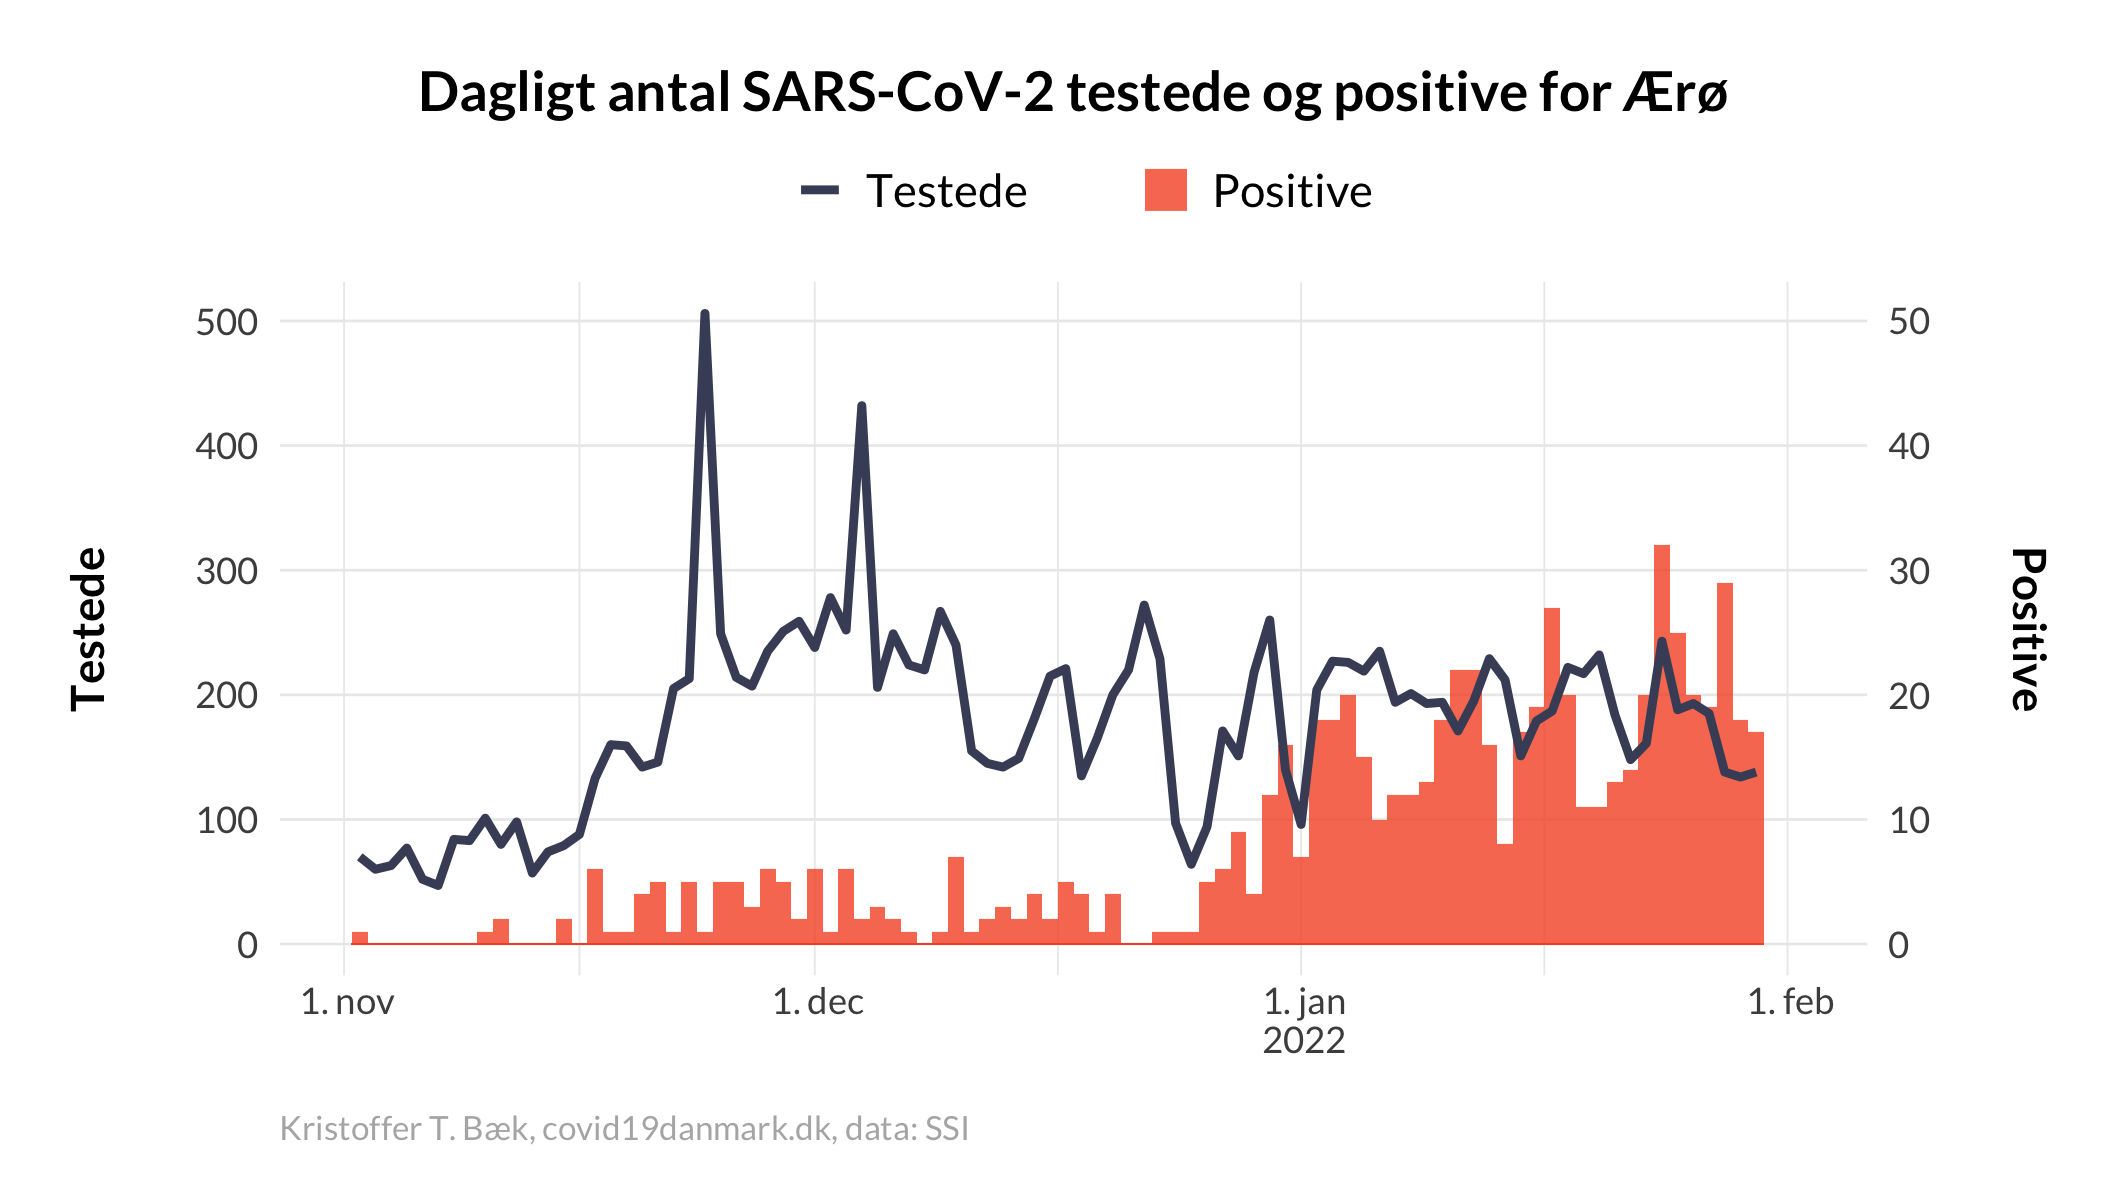 Dagligt antal SARS-CoV-2 testede og positive for Ærø
Testede Positive
500 50
400 40
300 30
200 20
100 10
0 0
Testede
Positive
1. nov 1. dec 1. jan 1. feb
2022
Kristoffer T. Bæk, covid19danmark.dk, data: SSI